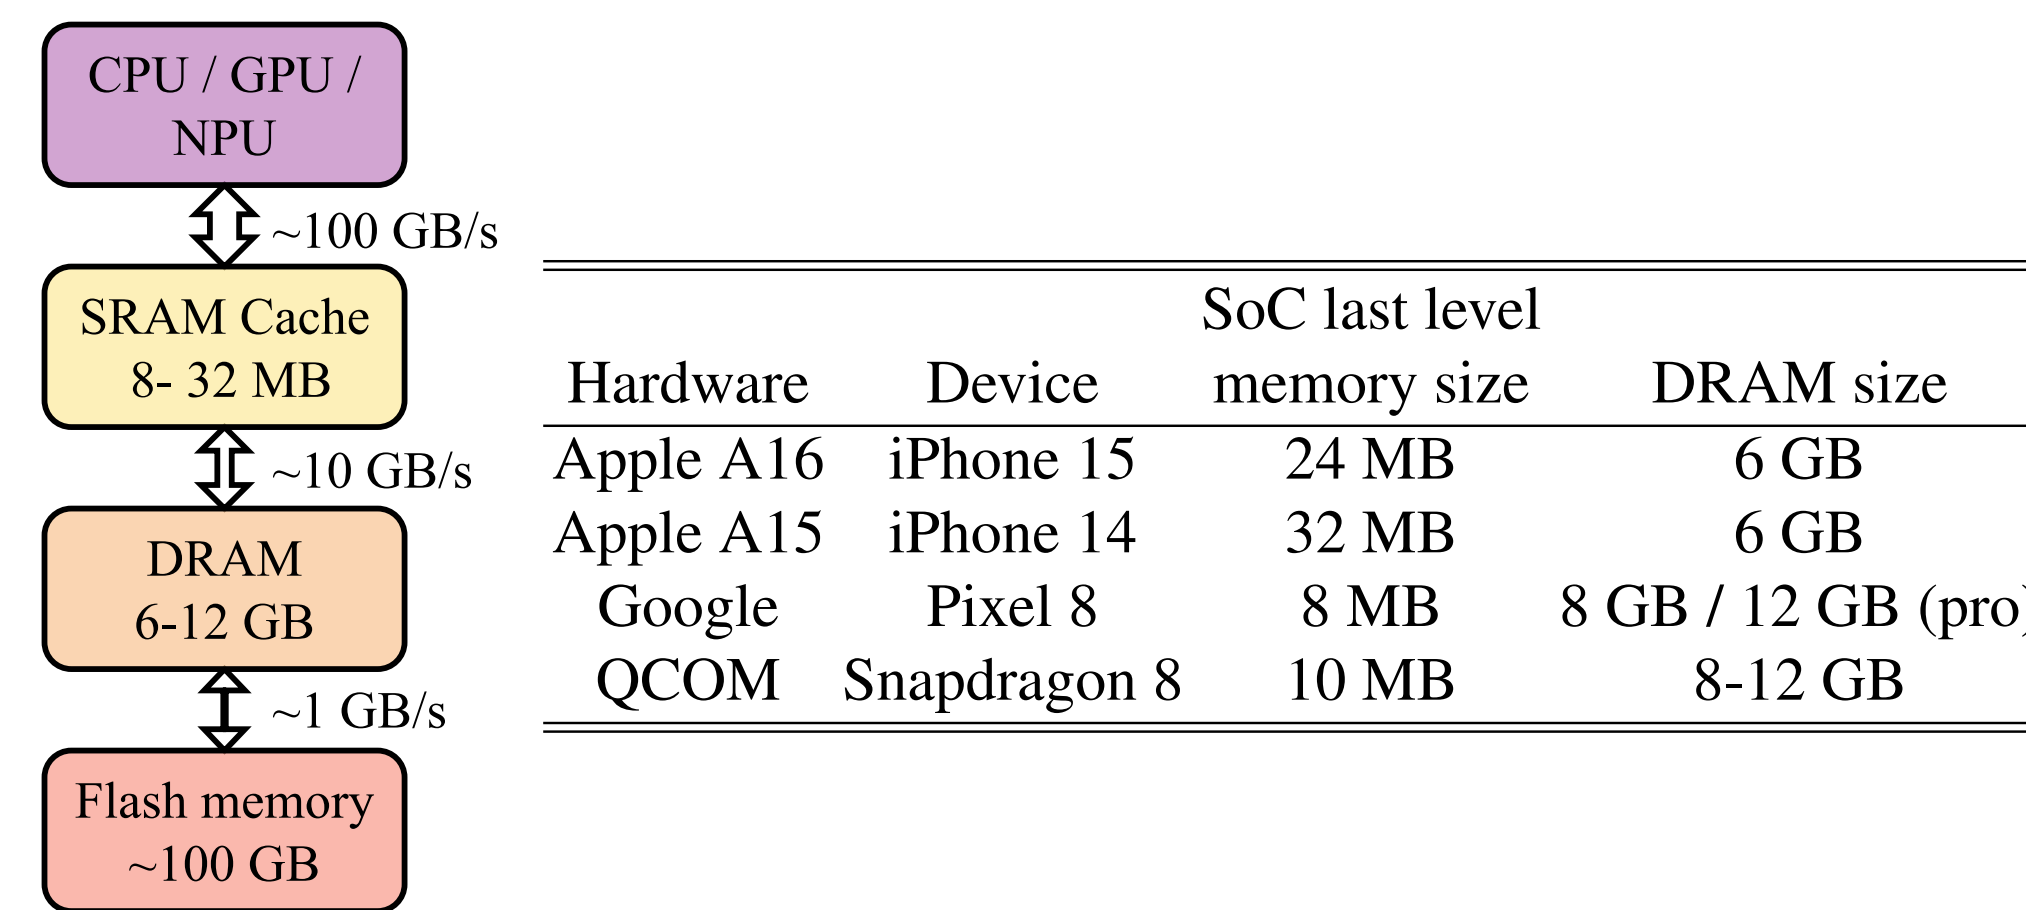 CPU / GPU /
NPU
~100 GB/s
SRAM Cache
8- 32 MB
~10 GB/s
DRAM
6-12 GB
~1 GB/s
Flash memory
~100 GB
SoC last level
Hardware Device memory size DRAM size
Apple A16 iPhone 15 24 MB 6 GB
Apple A15 iPhone 14 32 MB 6 GB
Google Pixel 8 8 MB 8 GB / 12 GB (pro)
QCOM Snapdragon 8 10 MB 8-12 GB